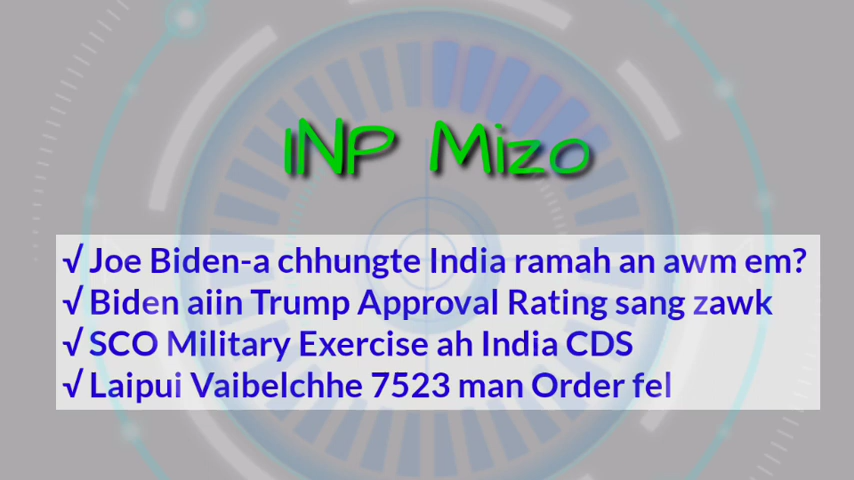 INP Mizo
√ Joe Biden-a chhungte India ramah an awm em?
√ Biden aiin Trump Approval Rating sang zawk
√ SCO Military Exercise ah India CDS
√ Laipui Vaibelchhe 7523 man Order fel